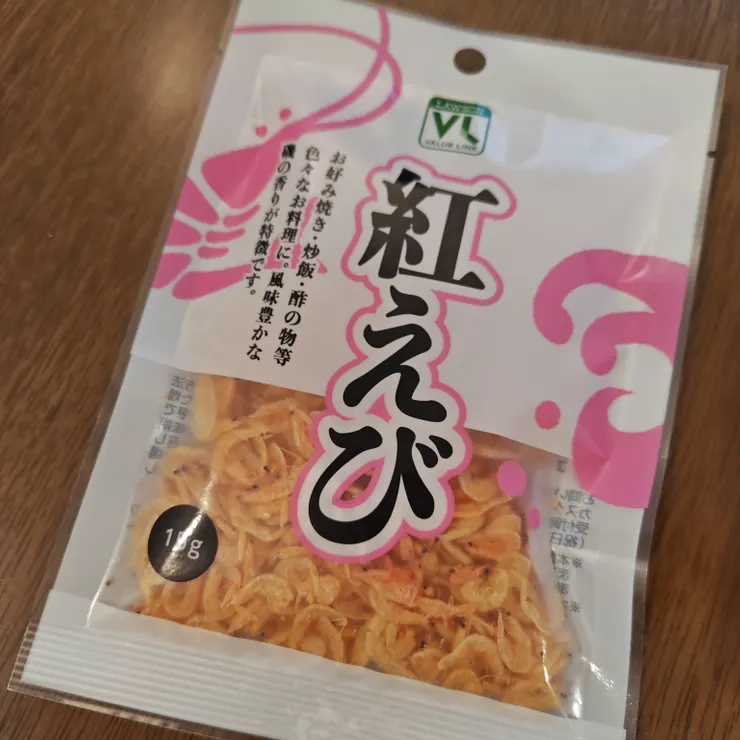 LAWSON
VL
VALUE LINE
紅えび
お好み焼き・炒飯・酢の物等
色々なお料理に。風味豊かな
磯の香りが特徴です。